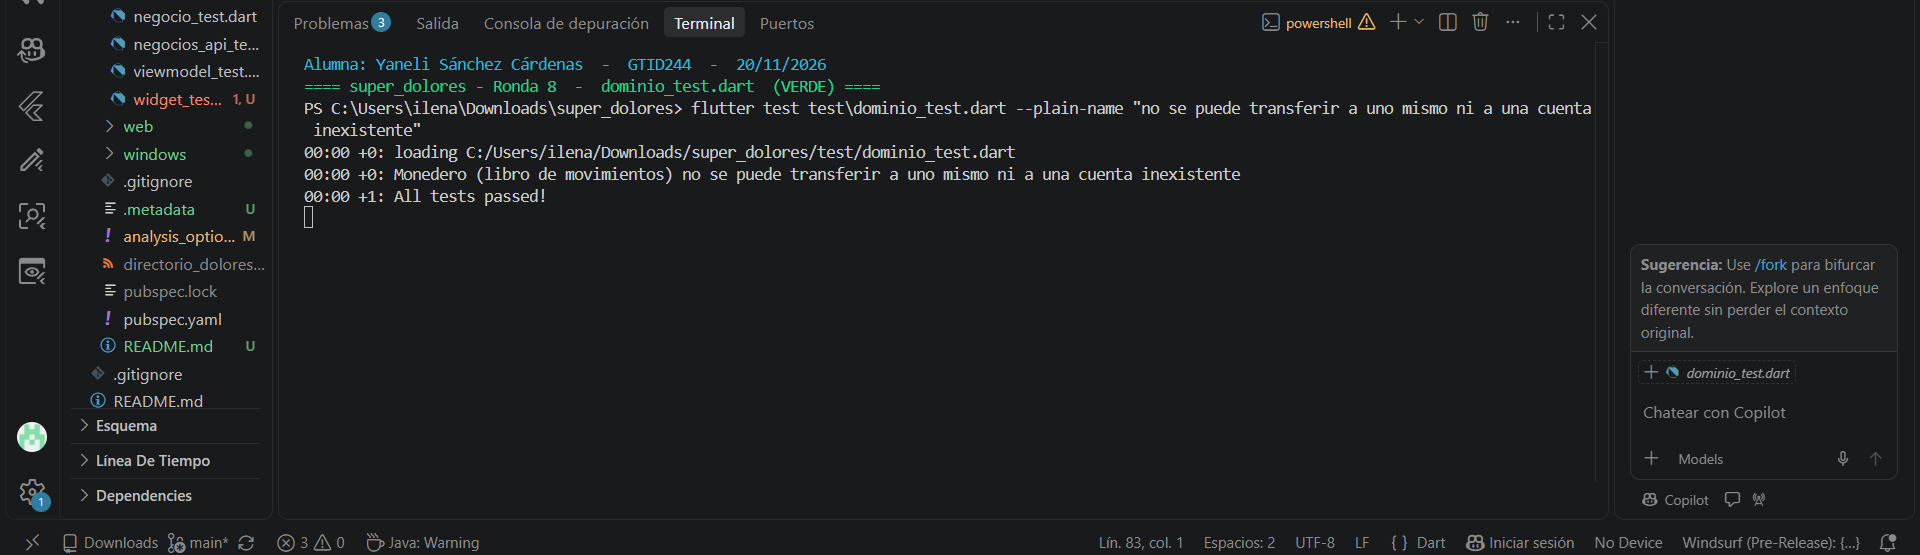 negocio_test.dart
negocios_api_te...
viewmodel_test....
widget_tes... 1, U
web
windows
.gitignore
.metadata U
analysis_optio... M
directorio_dolores...
pubspec.lock
pubspec.yaml
README.md U
.gitignore
README.md
Esquema
Línea De Tiempo
Dependencies
1
Problemas 3 Salida Consola de depuración Terminal Puertos
powershell
Alumna: Yaneli Sánchez Cárdenas - GTID244 - 20/11/2026
==== super_dolores - Ronda 8 - dominio_test.dart (VERDE) ====
PS C:\Users\ilena\Downloads\super_dolores> flutter test test\dominio_test.dart --plain-name "no se puede transferir a uno mismo ni a una cuenta
inexistente"
00:00 +0: loading C:/Users/ilena/Downloads/super_dolores/test/dominio_test.dart
00:00 +0: Monedero (libro de movimientos) no se puede transferir a uno mismo ni a una cuenta inexistente
00:00 +1: All tests passed!
Sugerencia: Use /fork para bifurcar
la conversación. Explore un enfoque
diferente sin perder el contexto
original.
dominio_test.dart
Chatear con Copilot
Models
Copilot
Downloads main* 3 0 Java: Warning Lín. 83, col. 1 Espacios: 2 UTF-8 LF { } Dart Iniciar sesión No Device Windsurf (Pre-Release): {...}